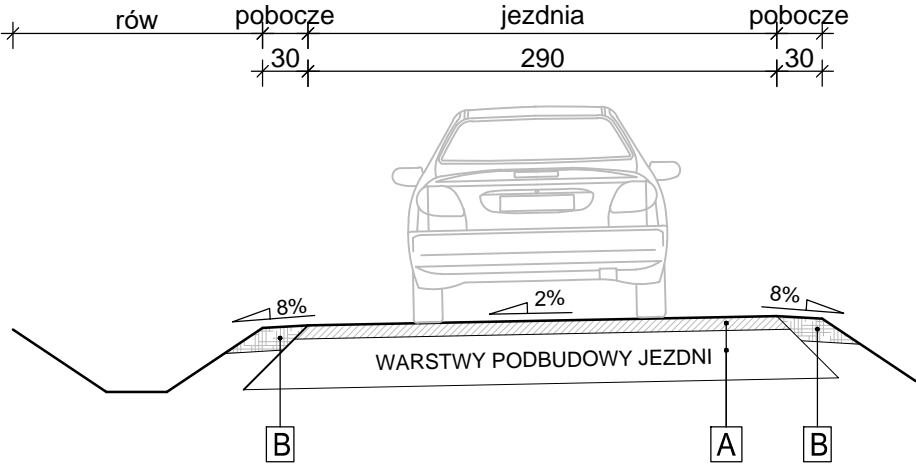 rów pobocze jezdnia pobocze
30 290 30
8% 2% 8%
WARSTWY PODBUDOWY JEZDNI
B A B